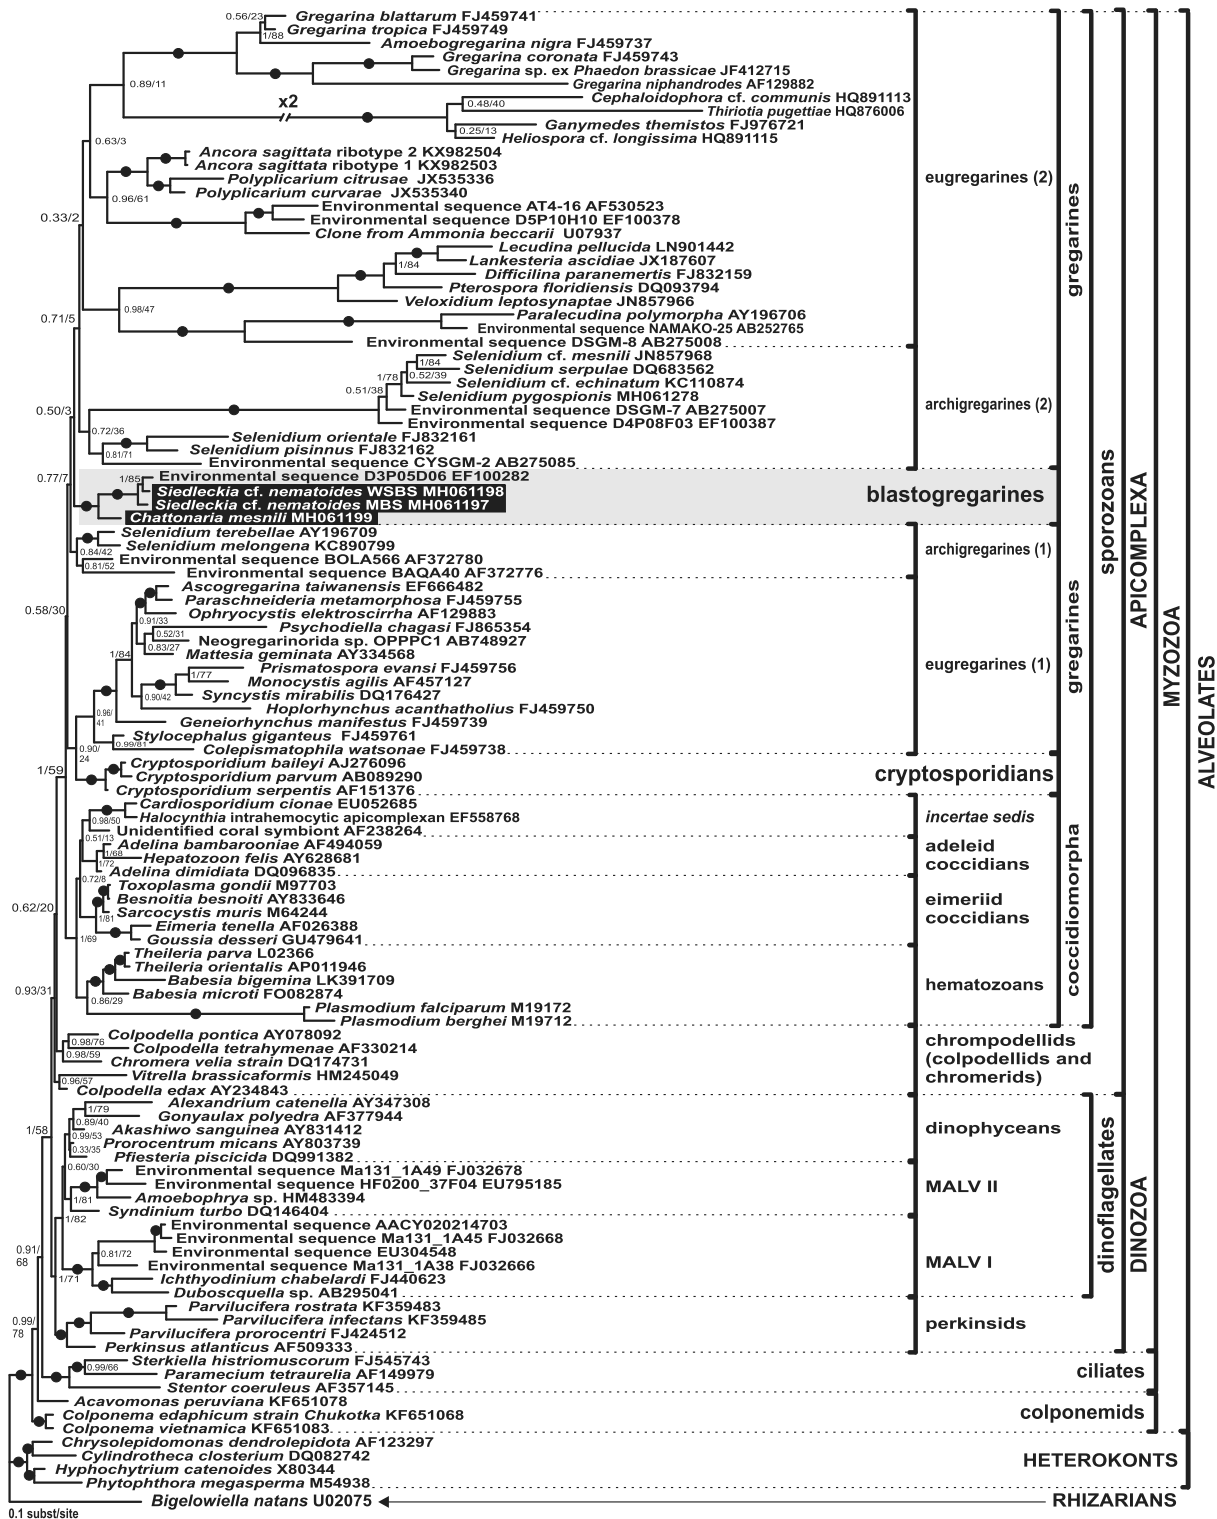 0.56/23
Gregarina blattarum FJ459741
1/88
Gregarina tropica FJ459749
Amoebogregarina nigra FJ459737
Gregarina coronata FJ459743
Gregarina sp. ex Phaedon brassicae JF412715
0.89/11
Gregarina niphandrodes AF129882
x2
Cephaloidophora cf. communis HQ891113
0.48/40
Thiriotia pugettiae HQ876006
Ganymedes themistos FJ976721
0.25/13
Heliospora cf. longissima HQ891115
0.63/3
Ancora sagittata ribotype 2 KX982504
Ancora sagittata ribotype 1 KX982503
Polyplicarium citrusae JX535336
eugregarines (2)
0.96/61
Polyplicarium curvarae JX535340
Environmental sequence AT4-16 AF530523
0.33/2
Environmental sequence D5P10H10 EF100378
Clone from Ammonia beccarii U07937
gregarines
Lecudina pellucida LN901442
1/84
Lankesteria ascidiae JX187607
Difficilina paranemertis FJ832159
Pterospora floridiensis DQ093794
Veloxidium leptosynaptae JN857966
0.98/47
Paralecudina polymorpha AY196706
0.71/5
Environmental sequence NAMAKO-25 AB252765
Environmental sequence DSGM-8 AB275008
Selenidium cf. mesnili JN857968
1/84
Selenidium serpulae DQ683562
1/78
0.52/39
Selenidium cf. echinatum KC110874
0.51/38
Selenidium pygospionis MH061278
archigregarines (2)
0.50/3
Environmental sequence DSGM-7 AB275007
Environmental sequence D4P08F03 EF100387
0.72/36
Selenidium orientale FJ832161
Selenidium pisinnus FJ832162
0.81/71
Environmental sequence CYSGM-2 AB275085
0.77/7
1/85
Environmental sequence D3P05D06 EF100282
Siedleckia cf. nematoides WSBS MH061198
blastogregarines
Siedleckia cf. nematoides MBS MH061197
Chattonaria mesnili MH061199
sporozoans
APICOMPLEXA
Selenidium terebellae AY196709
Selenidium melongena KC890799
archigregarines (1)
0.84/42
Environmental sequence BOLA566 AF372780
0.81/52
Environmental sequence BAQA40 AF372776
Ascogregarina taiwanensis EF666482
Paraschneideria metamorphosa FJ459755
0.58/30
Ophryocystis elektroscirrha AF129883
0.91/33
Psychodiella chagasi FJ865354
0.52/31
Neogregarinorida sp. OPPPC1 AB748927
0.83/27
Mattesia geminata AY334568
gregarines
1/84
Prismatospora evansi FJ459756
eugregarines (1)
1/77
Monocystis agilis AF457127
MYZOZOA
0.90/42
Syncystis mirabilis DQ176427
Hoplorhynchus acanthatholius FJ459750
0.96/
41
Geneiorhynchus manifestus FJ459739
ALVEOLATES
Stylocephalus giganteus FJ459761
0.99/81
Colepismatophila watsonae FJ459738
0.90/
24
Cryptosporidium baileyi AJ276096
1/59
Cryptosporidium parvum AB089290
cryptosporidians
Cryptosporidium serpentis AF151376
Cardiosporidium cionae EU052685
0.98/50
Halocynthia intrahemocytic apicomplexan EF558768
incertae sedis
Unidentified coral symbiont AF238264
0.51/13
Adelina bambarooniae AF494059
adeleid
coccidians
1/68
Hepatozoon felis AY628681
1/72
Adelina dimidiata DQ096835
0.72/8
Toxoplasma gondii M97703
Besnoitia besnoiti AY833646
eimeriid
coccidians
0.62/20
Sarcocystis muris M64244
1/81
Eimeria tenella AF026388
1/69
Goussia desseri GU479641
coccidiomorpha
Theileria parva L02366
Theileria orientalis AP011946
Babesia bigemina LK391709
hematozoans
0.93/31
0.86/29
Babesia microti FO082874
Plasmodium falciparum M19172
Plasmodium berghei M19712
Colpodella pontica AY078092
0.98/76
Colpodella tetrahymenae AF330214
chrompodellids
(colpodellids and
chromerids)
0.98/59
Chromera velia strain DQ174731
Vitrella brassicaformis HM245049
0.96/57
Colpodella edax AY234843
Alexandrium catenella AY347308
1/79
Gonyaulax polyedra AF377944
0.89/40
1/58
Akashiwo sanguinea AY831412
dinophyceans
0.99/53
Prorocentrum micans AY803739
0.33/35
Pfiesteria piscicida DQ991382
0.60/30
Environmental sequence Ma131_1A49 FJ032678
Environmental sequence HF0200_37F04 EU795185
MALV II
1/81
Amoebophrya sp. HM483394
dinoflagellates
Syndinium turbo DQ146404
1/82
Environmental sequence AACY020214703
DINOZOA
Environmental sequence Ma131_1A45 FJ032668
0.91/
68
0.81/72
Environmental sequence EU304548
MALV I
Environmental sequence Ma131_1A38 FJ032666
1/71
Ichthyodinium chabelardi FJ440623
Duboscquella sp. AB295041
Parvilucifera rostrata KF359483
Parvilucifera infectans KF359485
perkinsids
0.99/
78
Parvilucifera prorocentri FJ424512
Perkinsus atlanticus AF509333
Sterkiella histriomuscorum FJ545743
0.99/66
Paramecium tetraurelia AF149979
ciliates
Stentor coeruleus AF357145
Acavomonas peruviana KF651078
Colponema edaphicum strain Chukotka KF651068
colponemids
Colponema vietnamica KF651083
Chrysolepidomonas dendrolepidota AF123297
Cylindrotheca closterium DQ082742
HETEROKONTS
Hyphochytrium catenoides X80344
Phytophthora megasperma M54938
Bigelowiella natans U02075
RHIZARIANS
0.1 subst/site